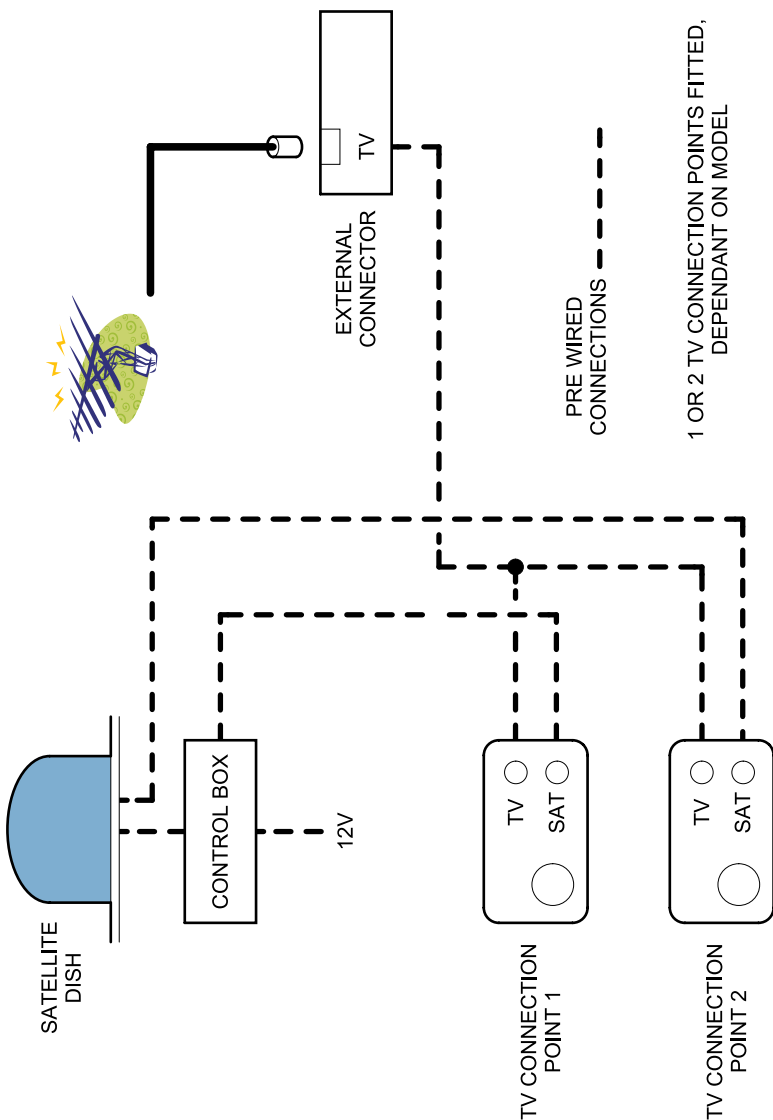 SATELLITE
DISH
CONTROL BOX
12V
EXTERNAL
CONNECTOR
TV
TV CONNECTION
POINT 1
TV
SAT
TV CONNECTION
POINT 2
TV
SAT
PRE WIRED
CONNECTIONS
1 OR 2 TV CONNECTION POINTS FITTED,
DEPENDANT ON MODEL